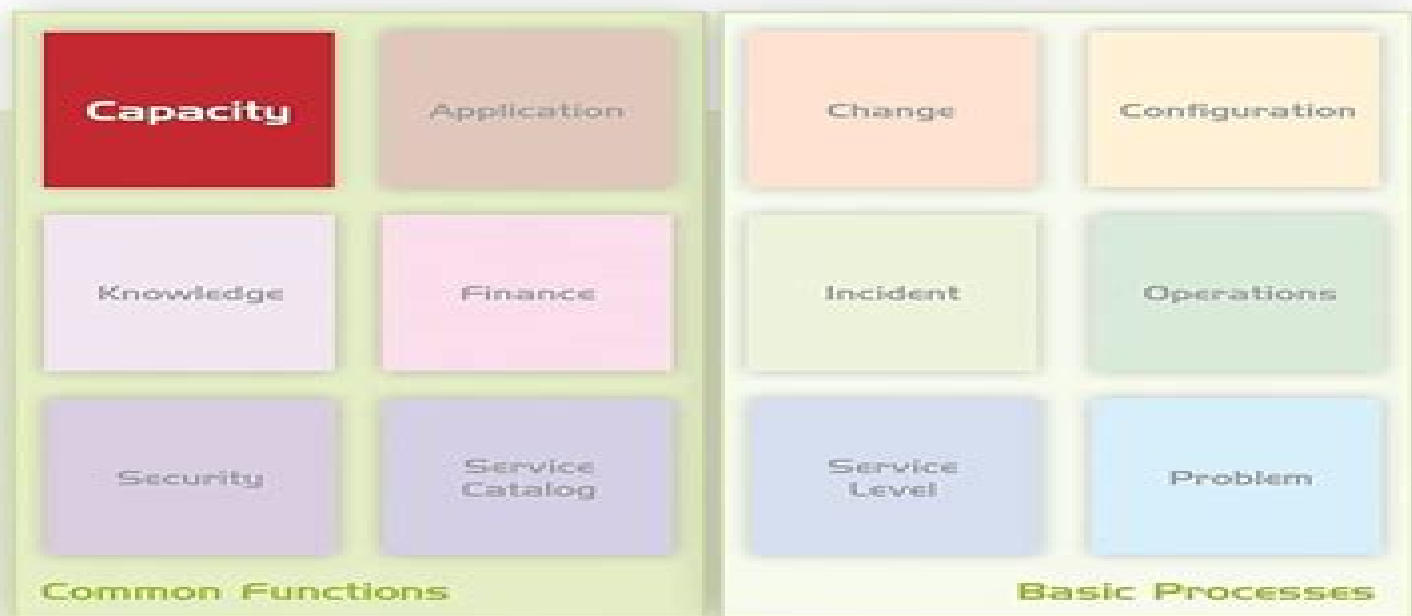 Capacity
Application
Change
Configuration
Knowledge
Finance
Incident
Operations
Security
Service
Catalog
Service
Level
Problem
Common Functions
Basic Processes